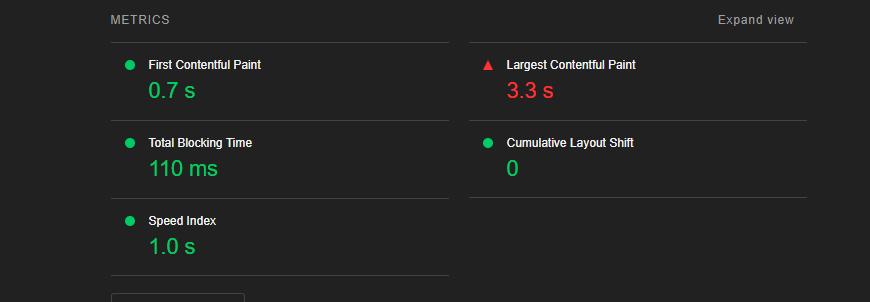 METRICS
Expand view
First Contentful Paint
0.7 s
Largest Contentful Paint
3.3 s
Total Blocking Time
110 ms
Cumulative Layout Shift
0
Speed Index
1.0 s